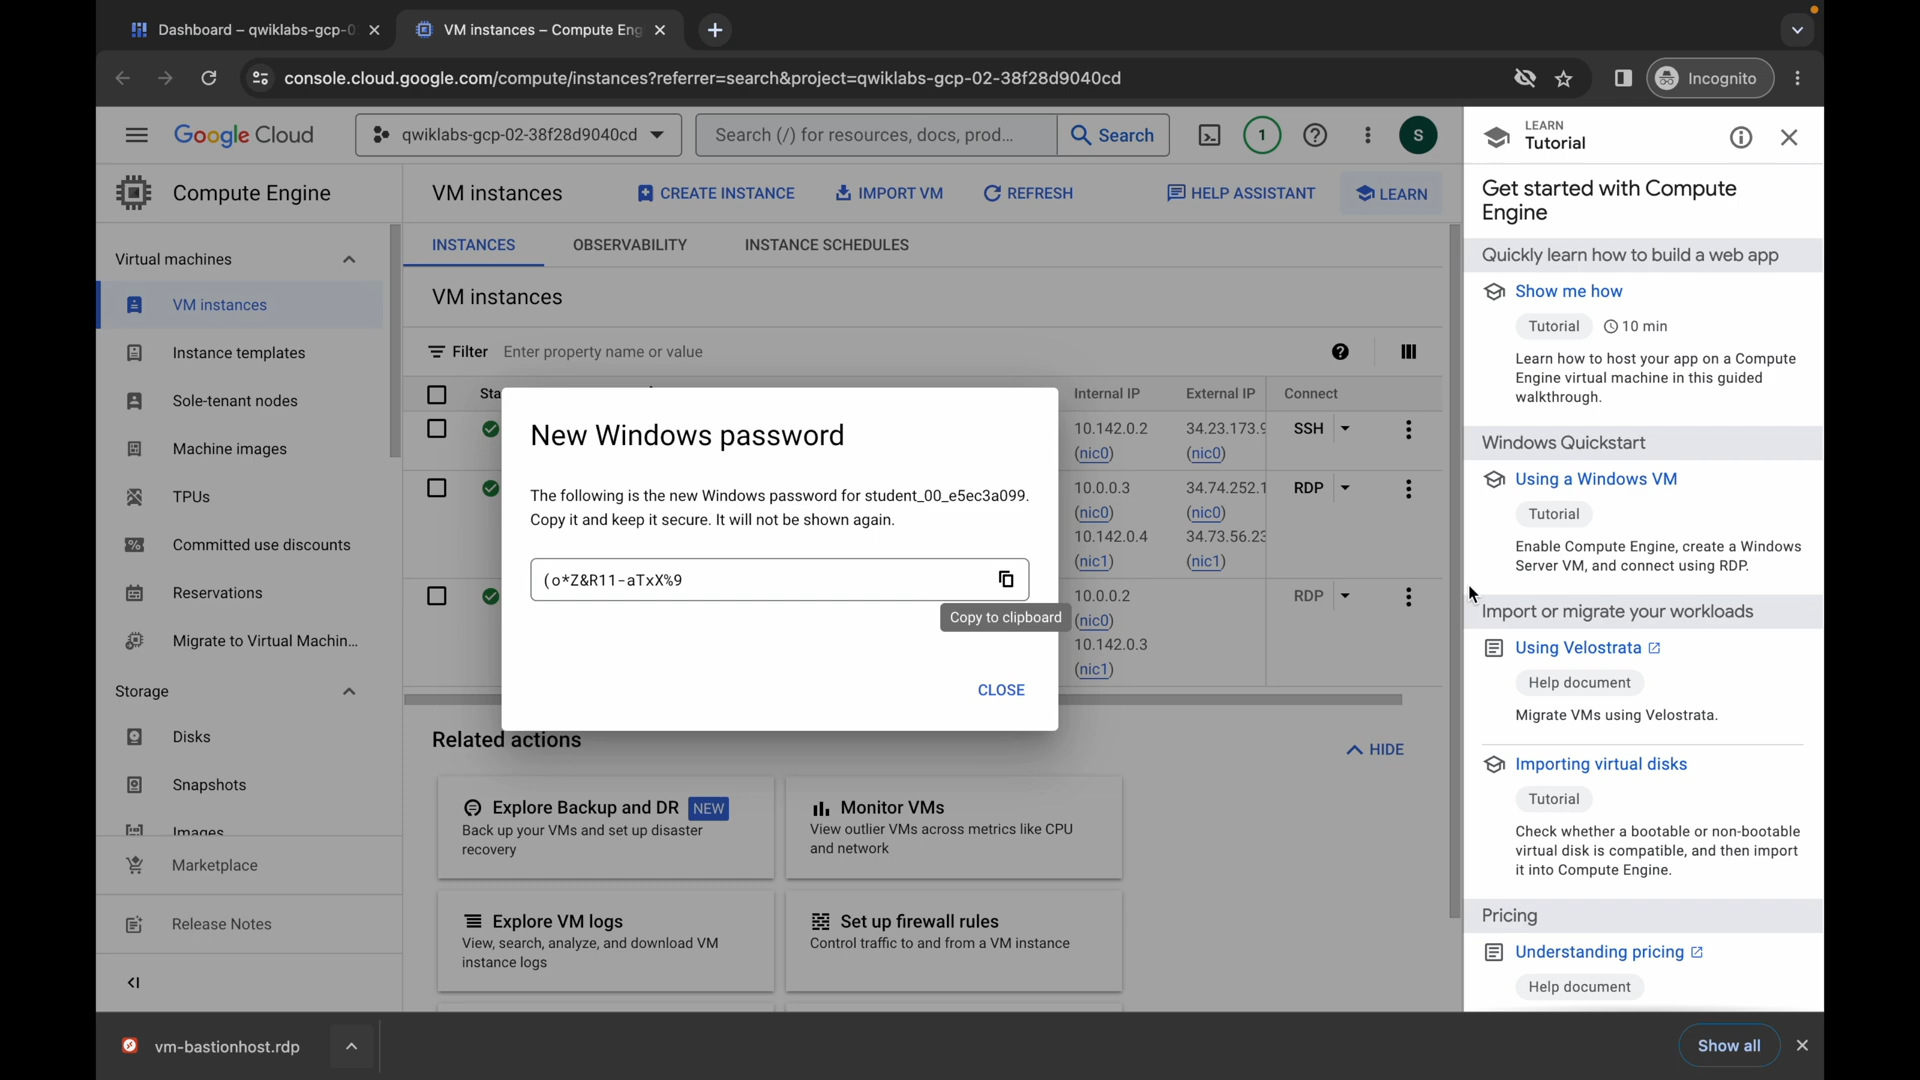 Dashboard – qwiklabs-gcp-0
VM instances – Compute Eng
console.cloud.google.com/compute/instances?referrer=search&project=qwiklabs-gcp-02-38f28d9040cd
Incognito
Google Cloud
qwiklabs-gcp-02-38f28d9040cd
Search (/) for resources, docs, prod...
Search
1
S
LEARN
Tutorial
Compute Engine
VM instances
CREATE INSTANCE
IMPORT VM
REFRESH
HELP ASSISTANT
LEARN
Virtual machines
VM instances
Instance templates
Sole-tenant nodes
Machine images
TPUs
Committed use discounts
Reservations
Migrate to Virtual Machin...
Storage
Disks
Snapshots
Images
Marketplace
Release Notes
INSTANCES
OBSERVABILITY
INSTANCE SCHEDULES
VM instances
Filter
Enter property name or value
Sta
Internal IP
External IP
Connect
10.142.0.2
34.23.173.9
SSH
(nic0)
(nic0)
10.0.0.3
34.74.252.1
RDP
(nic0)
(nic0)
10.142.0.4
34.73.56.23
(nic1)
(nic1)
10.0.0.2
RDP
(nic0)
10.142.0.3
(nic1)
New Windows password
The following is the new Windows password for student_00_e5ec3a099.
Copy it and keep it secure. It will not be shown again.
(o*Z&R11-aTxX%9
Copy to clipboard
CLOSE
Related actions
HIDE
Explore Backup and DR
NEW
Back up your VMs and set up disaster
recovery
Monitor VMs
View outlier VMs across metrics like CPU
and network
Explore VM logs
View, search, analyze, and download VM
instance logs
Set up firewall rules
Control traffic to and from a VM instance
Get started with Compute
Engine
Quickly learn how to build a web app
Show me how
Tutorial
10 min
Learn how to host your app on a Compute
Engine virtual machine in this guided
walkthrough.
Windows Quickstart
Using a Windows VM
Tutorial
Enable Compute Engine, create a Windows
Server VM, and connect using RDP.
Import or migrate your workloads
Using Velostrata
Help document
Migrate VMs using Velostrata.
Importing virtual disks
Tutorial
Check whether a bootable or non-bootable
virtual disk is compatible, and then import
it into Compute Engine.
Pricing
Understanding pricing
Help document
vm-bastionhost.rdp
Show all